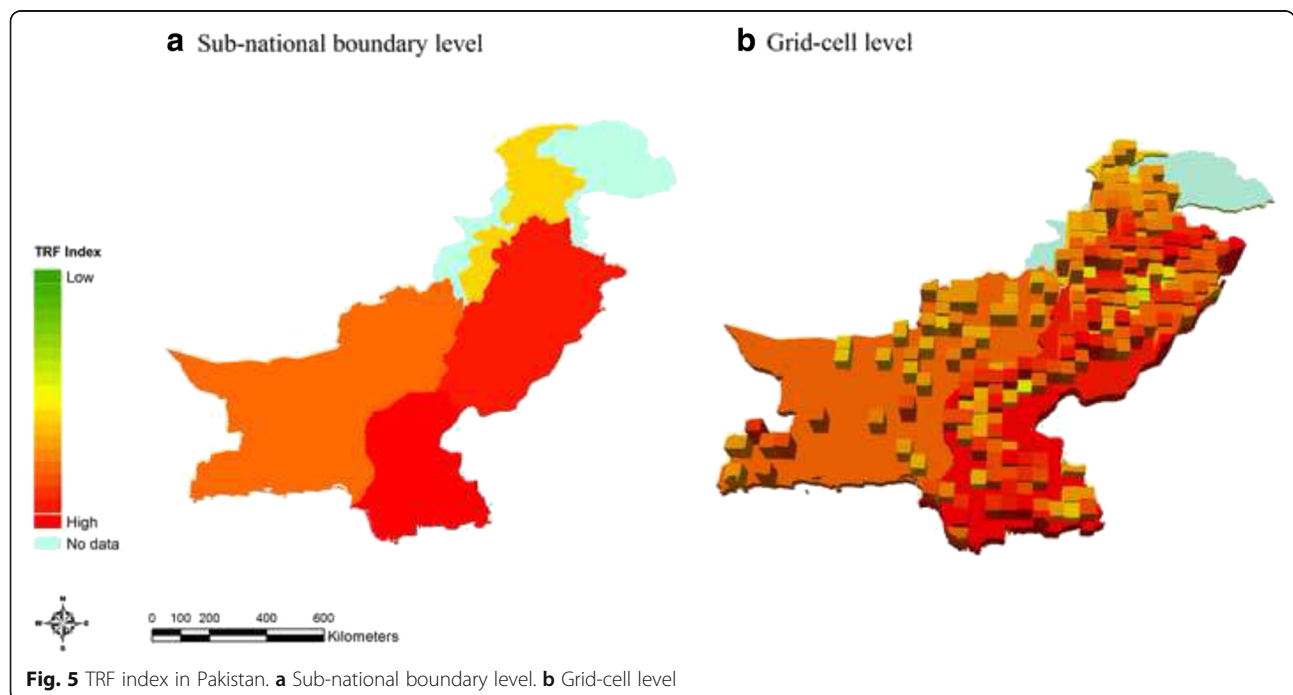 a Sub-national boundary level
b Grid-cell level
TRF Index
Low
High
No data
N
W E
S
0 100 200 400 600
Kilometers
Fig. 5 TRF index in Pakistan. a Sub-national boundary level. b Grid-cell level